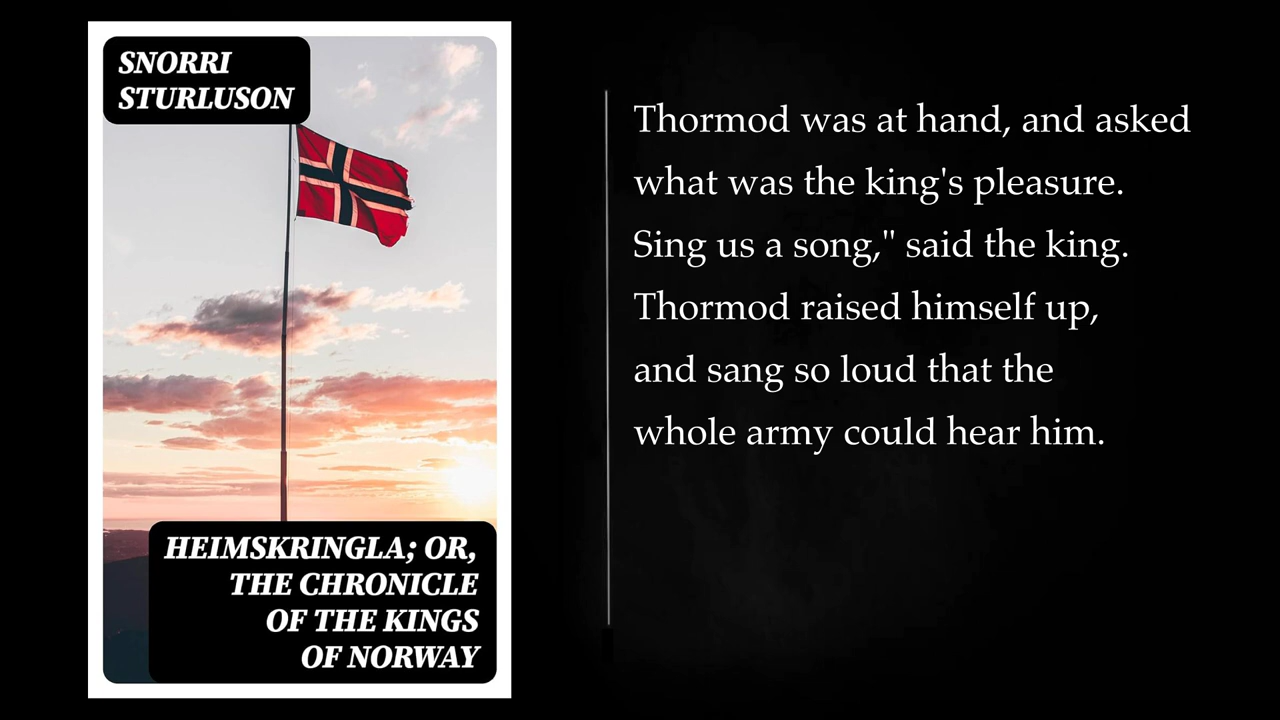 SNORRI
STURLUSON
HEIMSKRINGLA; OR,
THE CHRONICLE
OF THE KINGS
OF NORWAY
Thormod was at hand, and asked
what was the king's pleasure.
Sing us a song," said the king.
Thormod raised himself up,
and sang so loud that the
whole army could hear him.